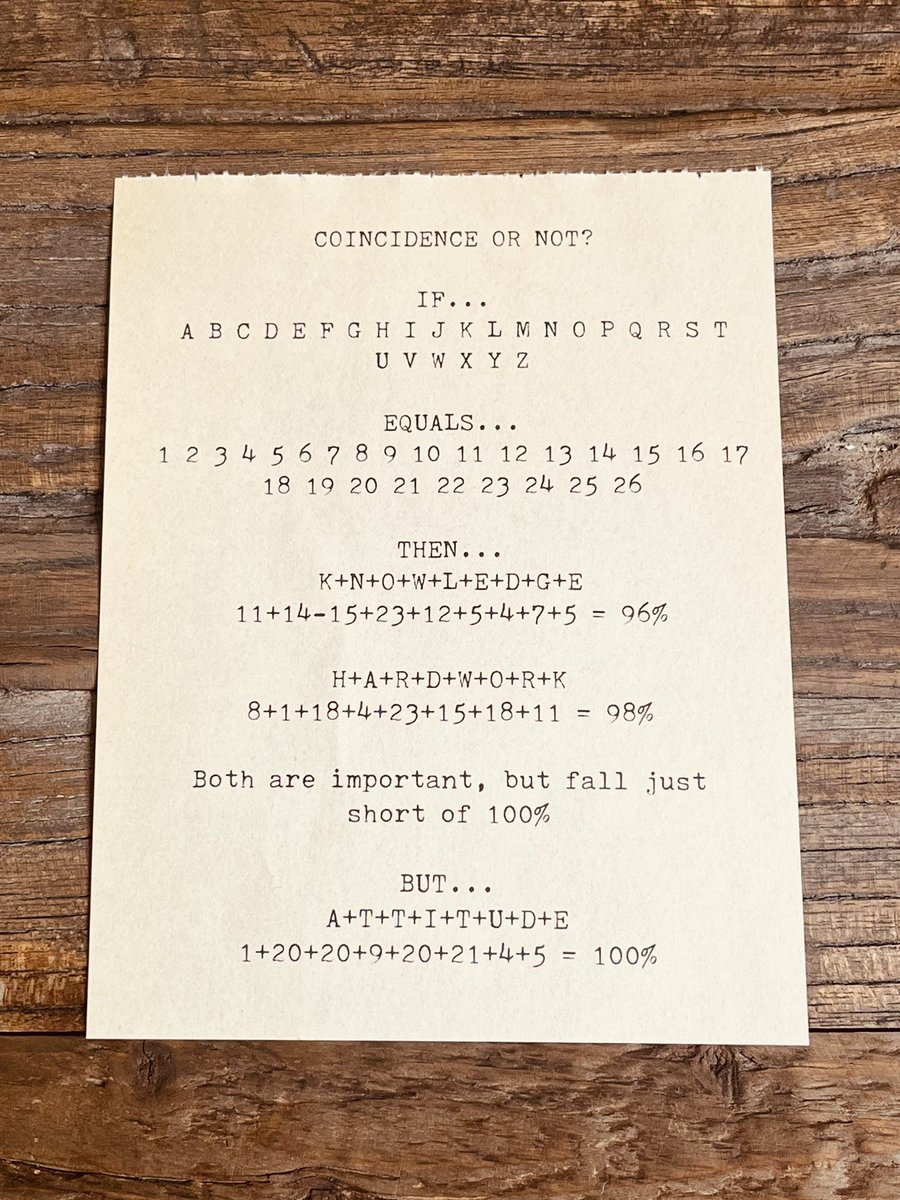 COINCIDENCE OR NOT?
IF...
A B C D E F G H I J K L M N O P Q R S T
U V W X Y Z
EQUALS...
1 2 3 4 5 6 7 8 9 10 11 12 13 14 15 16 17
18 19 20 21 22 23 24 25 26
THEN...
K+N+O+W+L+E+D+G+E
11+14-15+23+12+5+4+7+5 = 96%
H+A+R+D+W+O+R+K
8+1+18+4+23+15+18+11 = 98%
Both are important, but fall just
short of 100%
BUT...
A+T+T+I+T+U+D+E
1+20+20+9+20+21+4+5 = 100%